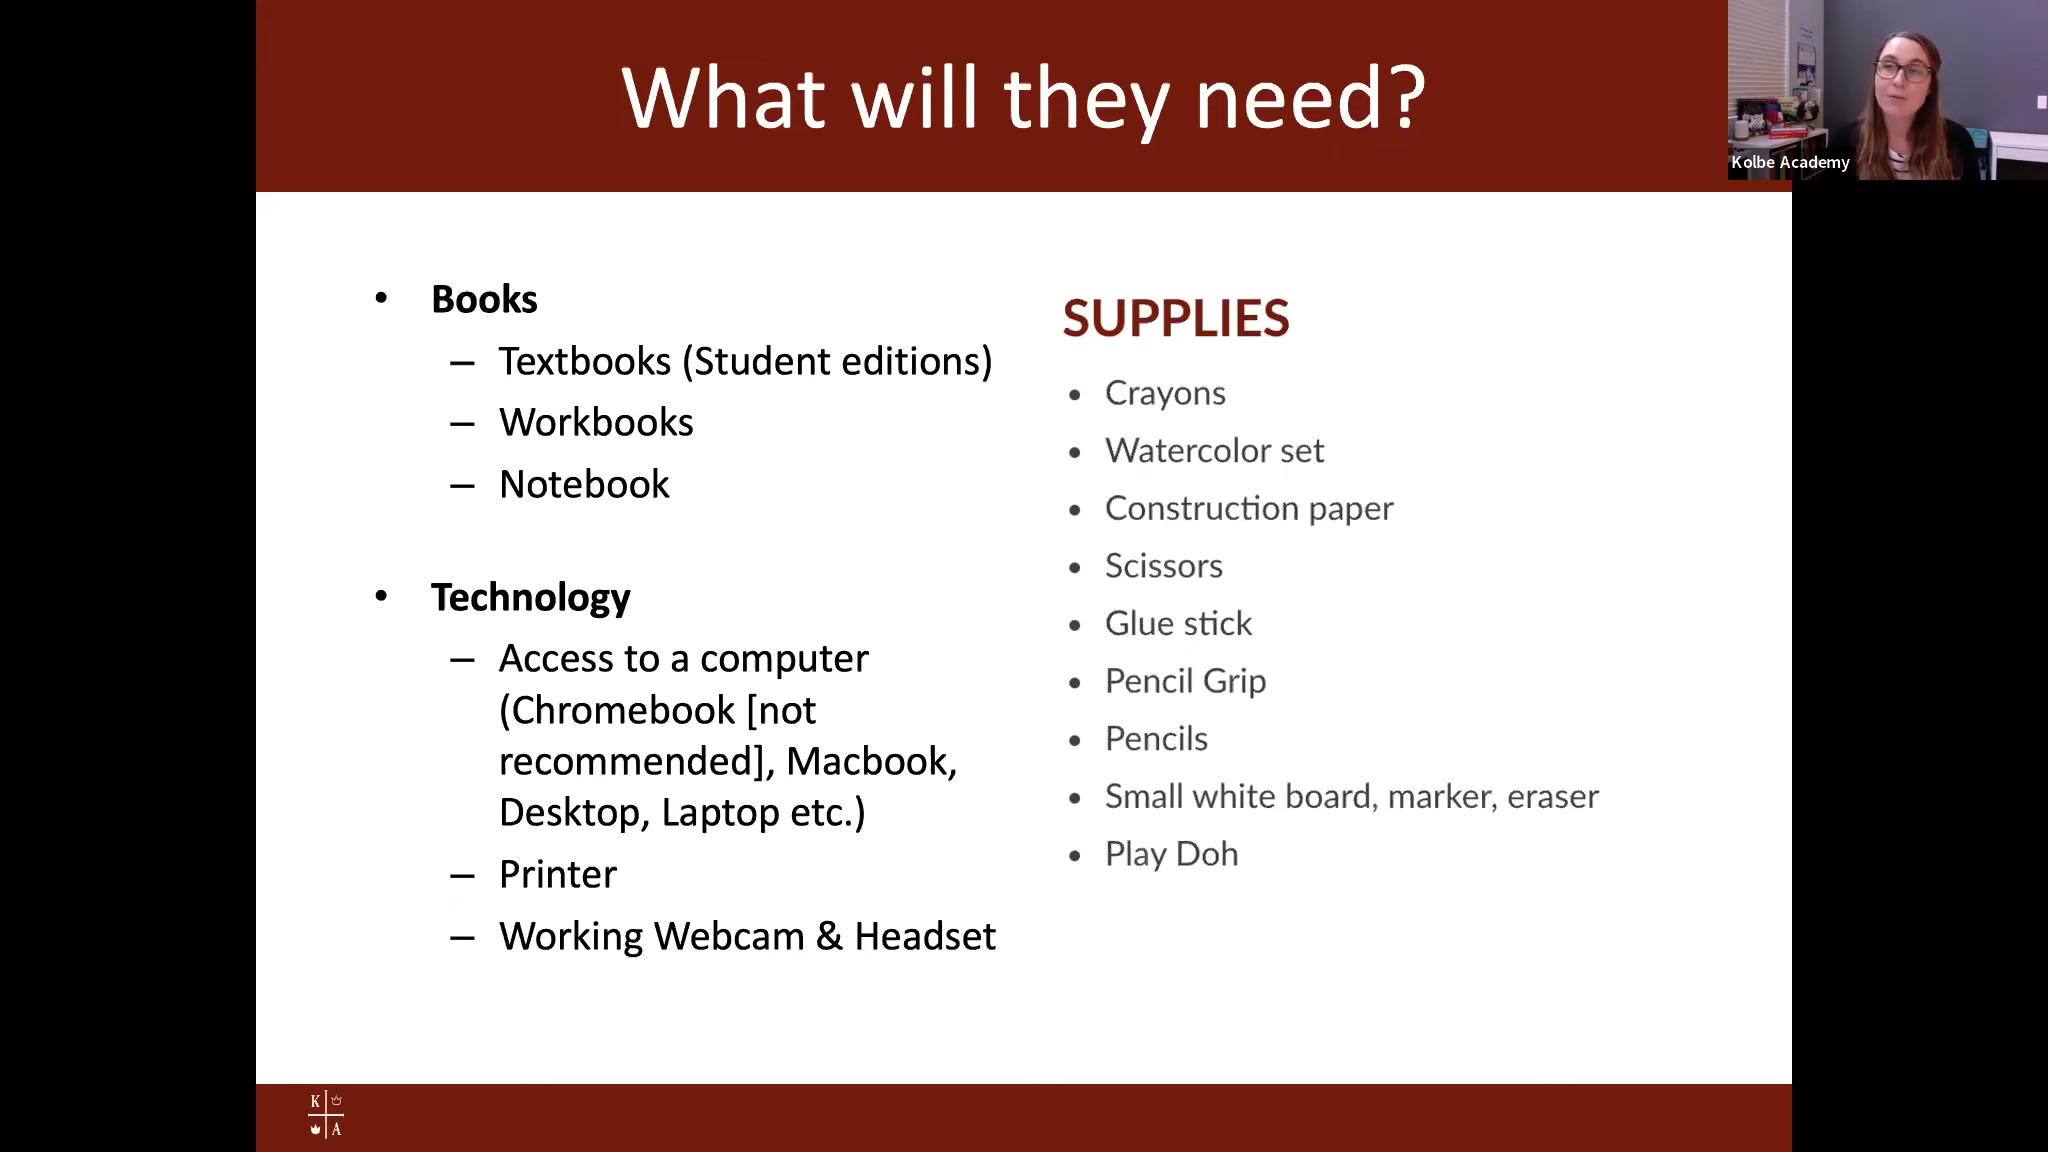 What will they need?
Kolbe Academy
• Books
– Textbooks (Student editions)
– Workbooks
– Notebook
• Technology
– Access to a computer
(Chromebook [not
recommended], Macbook,
Desktop, Laptop etc.)
– Printer
– Working Webcam & Headset
SUPPLIES
• Crayons
• Watercolor set
• Construction paper
• Scissors
• Glue stick
• Pencil Grip
• Pencils
• Small white board, marker, eraser
• Play Doh
K
A